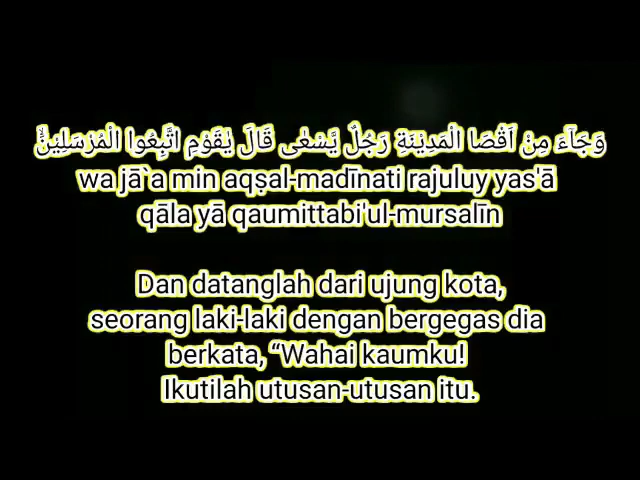 وَجَاۤءَ مِنْ اَقْصَا الْمَدِيْنَةِ رَجُلٌ يَّسْعٰى قَالَ يٰقَوْمِ اتَّبِعُوا الْمُرْسَلِيْنَۙ
wa jā`a min aqṣal-madīnati rajuluy yas'ā
qāla yā qaumittabi'ul-mursalīn
Dan datanglah dari ujung kota,
seorang laki-laki dengan bergegas dia
berkata, “Wahai kaumku!
Ikutilah utusan-utusan itu.